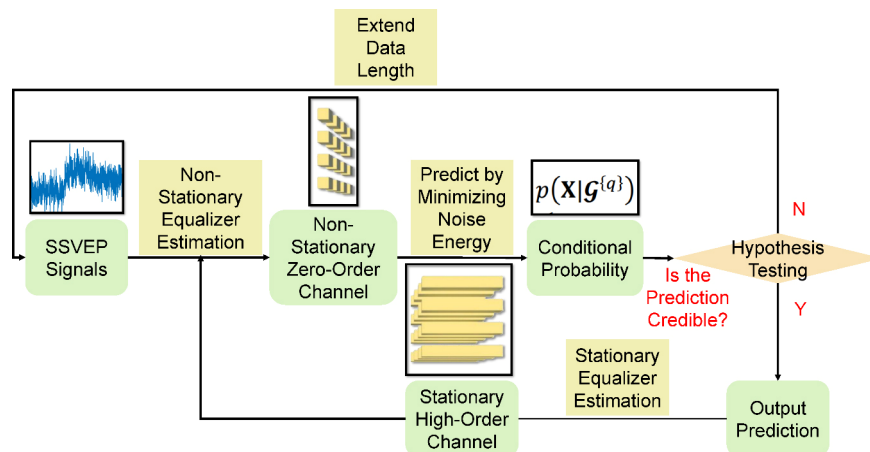 Extend
Data
Length
Non-
Stationary
Equalizer
Estimation
Predict by
Minimizing
Noise
Energy
p(𝐗|𝓖^{q})
N
SSVEP
Signals
Non-
Stationary
Zero-Order
Channel
Conditional
Probability
Hypothesis
Testing
Is the
Prediction
Credible?
Y
Stationary
Equalizer
Estimation
Stationary
High-Order
Channel
Output
Prediction